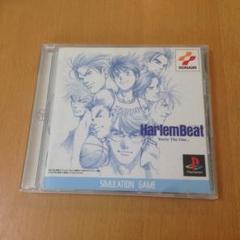 KONAMI
HarlemBeat
You're The One...
PlayStation
SIMULATION GAME